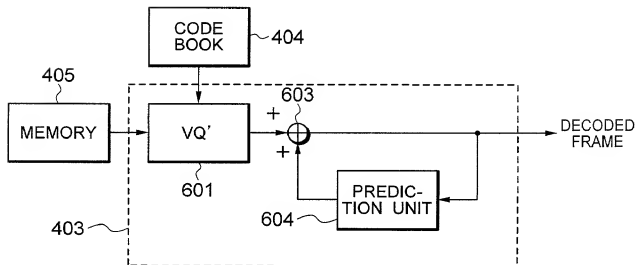 CODE
BOOK
404
405
MEMORY
VQ'
601
+
603
+
DECODED
FRAME
PREDIC-
TION UNIT
604
403